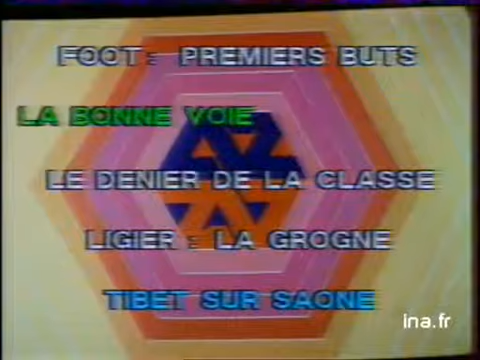 FOOT : PREMIERS BUTS
LA BONNE VOIE
LE DENIER DE LA CLASSE
LIGIER : LA GROGNE
TIBET SUR SAONE
ina.fr